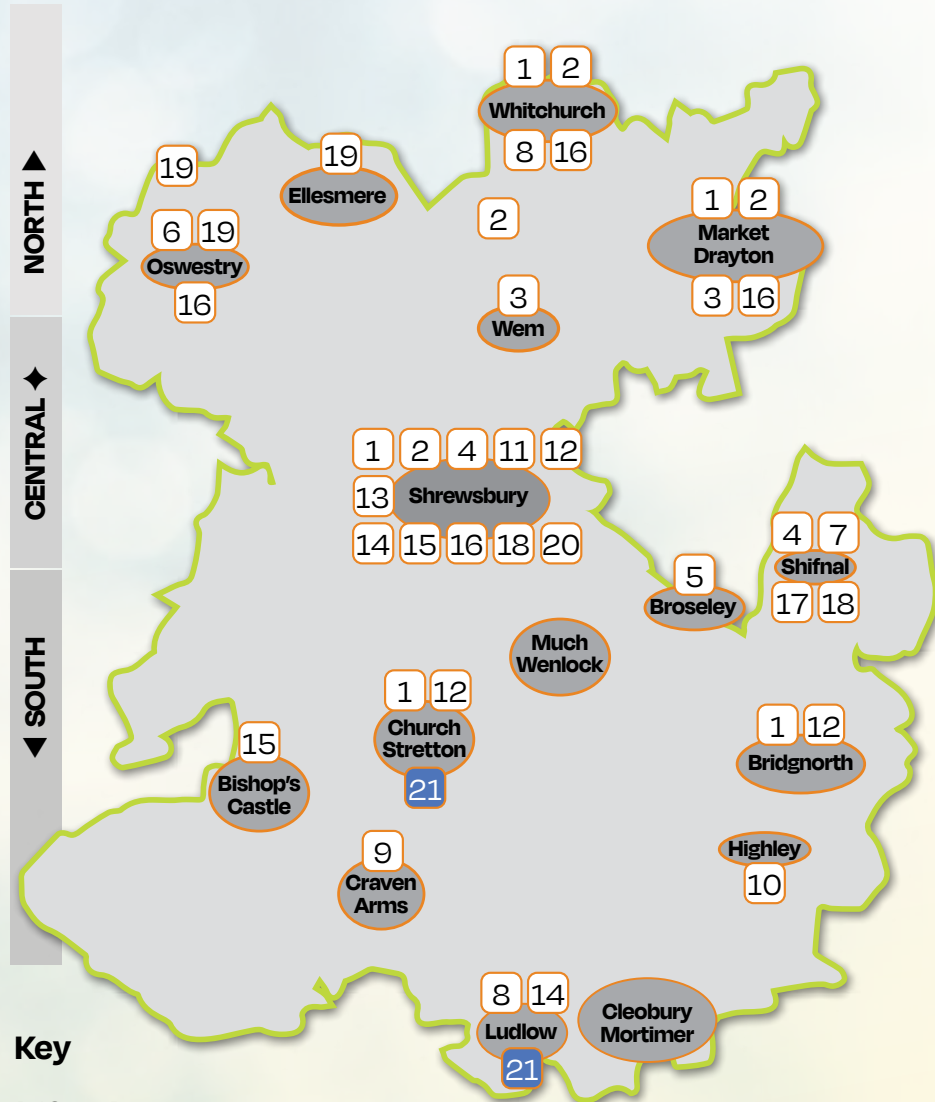 NORTH ▶
CENTRAL ✦
◀ SOUTH
1 2
Whitchurch
8 16
19
19
Ellesmere
2
1 2
Market
Drayton
3 16
6 19
Oswestry
16
3
Wem
1 2 4 11 12
13 Shrewsbury
14 15 16 18 20
4 7
Shifnal
17 18
5
Broseley
Much
Wenlock
1 12
Church
Stretton
21
15
Bishop's
Castle
1 12
Bridgnorth
9
Craven
Arms
Highley
10
8 14
Ludlow
21
Cleobury
Mortimer
Key